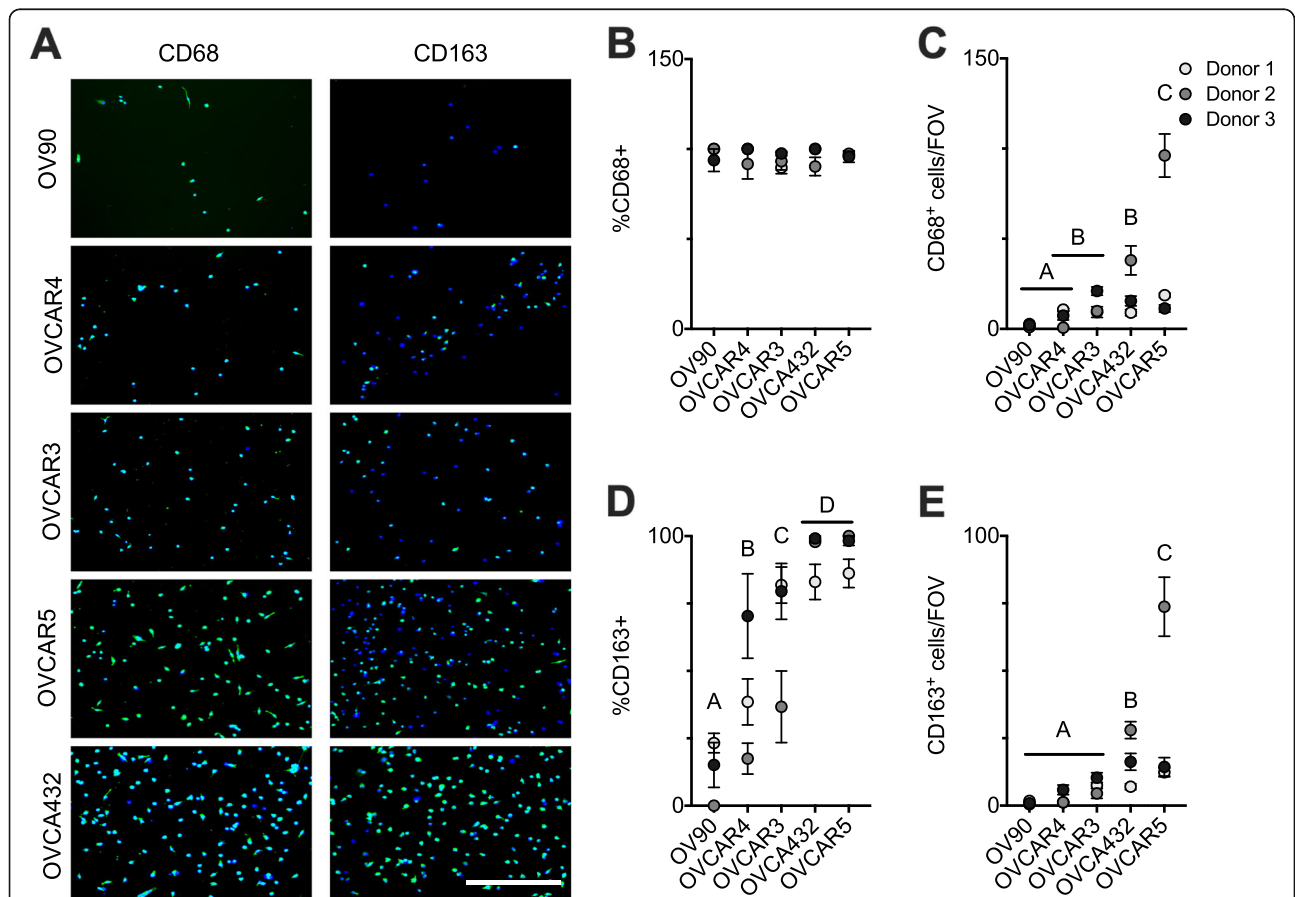 A
CD68
CD163
OV90
OVCAR4
OVCAR3
OVCAR5
OVCA432
B
150
%CD68+
0
OV90
OVCAR4
OVCAR3
OVCA432
OVCAR5
C
150
CD68+ cells/FOV
Donor 1
Donor 2
Donor 3
C
B
B
A
0
OV90
OVCAR4
OVCAR3
OVCA432
OVCAR5
D
100
%CD163+
A
B
C
D
0
OV90
OVCAR4
OVCAR3
OVCA432
OVCAR5
E
100
CD163+ cells/FOV
A
B
C
0
OV90
OVCAR4
OVCAR3
OVCA432
OVCAR5